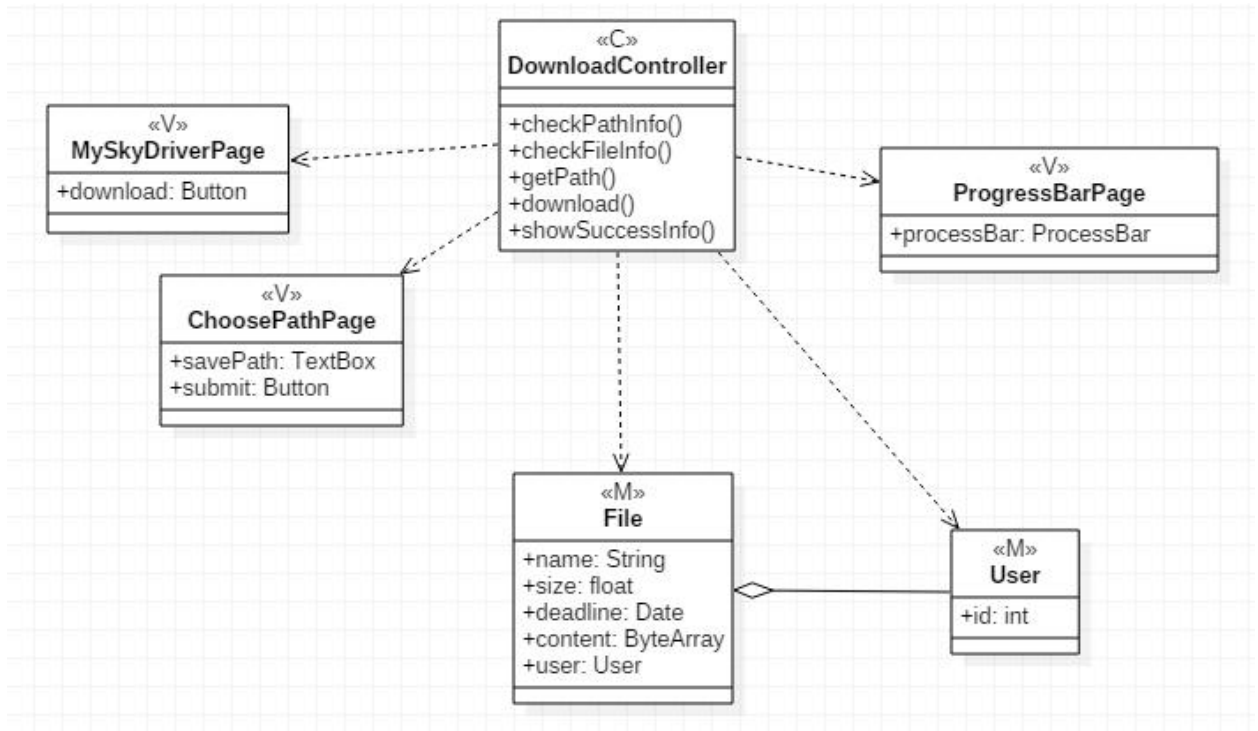 «C»
DownloadController
+checkPathInfo()
+checkFileInfo()
+getPath()
+download()
+showSuccessInfo()
«V»
MySkyDriverPage
+download: Button
«V»
ProgressBarPage
+processBar: ProcessBar
«V»
ChoosePathPage
+savePath: TextBox
+submit: Button
«M»
File
+name: String
+size: float
+deadline: Date
+content: ByteArray
+user: User
«M»
User
+id: int